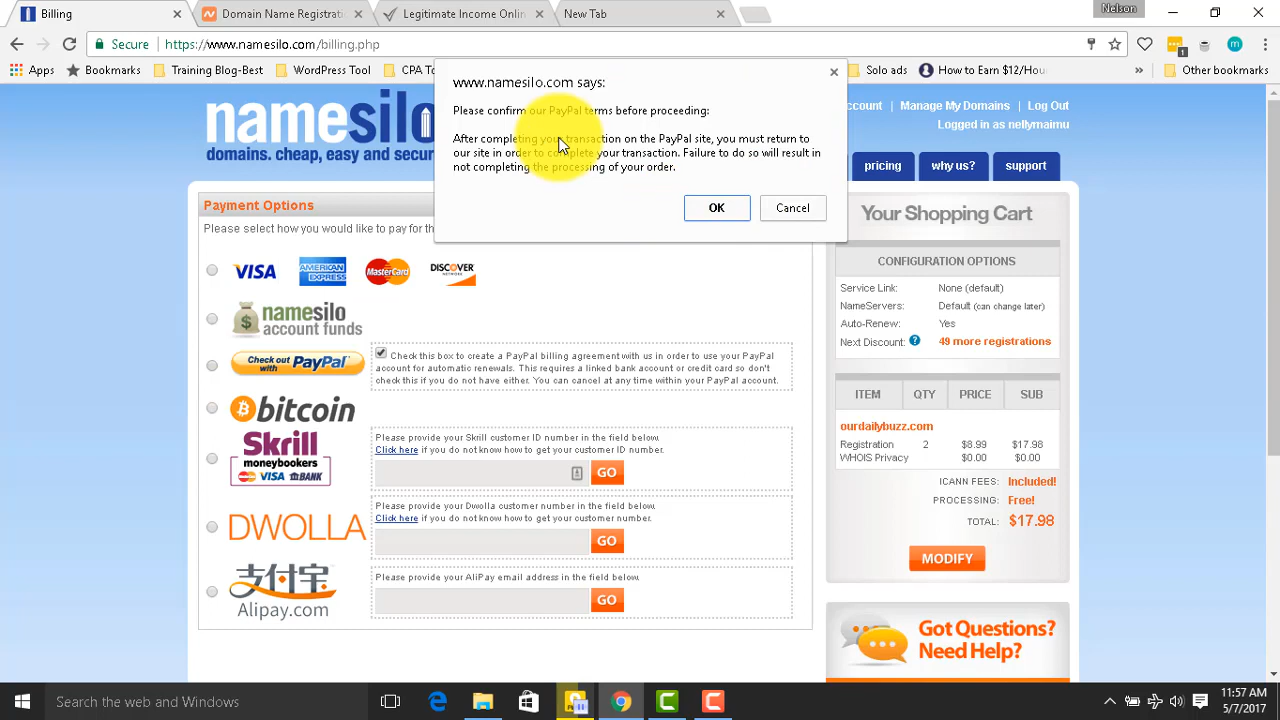 Billing
Domain Name Registratio
Legitimate Income Online
New Tab
Nelson
Secure
https://www.namesilo.com/billing.php
1
m
Apps
Bookmarks
Training Blog-Best
WordPress Tool
CPA To
Solo ads
How to Earn $12/Hou
»
Other bookmarks
www.namesilo.com says:
Please confirm our PayPal terms before proceeding:
After completing your transaction on the PayPal site, you must return to
our site in order to complete your transaction. Failure to do so will result in
not completing the processing of your order.
OK
Cancel
namesilo
domains. cheap, easy and secu
ccount
Manage My Domains
Log Out
Logged in as nellymaimu
pricing
why us?
support
Payment Options
Please select how you would like to pay for th
VISA
AMERICAN EXPRESS
MasterCard
DISCOVER
NETWORK
namesilo
account funds
Check out with PayPal
Check this box to create a PayPal billing agreement with us in order to use your PayPal
account for automatic renewals. This requires a linked bank account or credit card so don't
check this if you do not have either. You can cancel at any time within your PayPal account.
bitcoin
Skrill
moneybookers
VISA BANK
Please provide your Skrill customer ID number in the field below.
Click here if you do not know how to get your customer ID number.
GO
DWOLLA
Please provide your Dwolla customer number in the field below.
Click here if you do not know how to get your customer number.
GO
支付宝
Alipay.com
Please provide your AliPay email address in the field below.
GO
Your Shopping Cart
CONFIGURATION OPTIONS
Service Link: None (default)
NameServers: Default (can change later)
Auto-Renew: Yes
Next Discount: ? 49 more registrations
ITEM QTY PRICE SUB
ourdailybuzz.com
Registration 2 $8.99 $17.98
WHOIS Privacy $0.00 $0.00
ICANN FEES: Included!
PROCESSING: Free!
TOTAL: $17.98
MODIFY
Got Questions?
Need Help?
Search the web and Windows
11:57 AM
5/7/2017